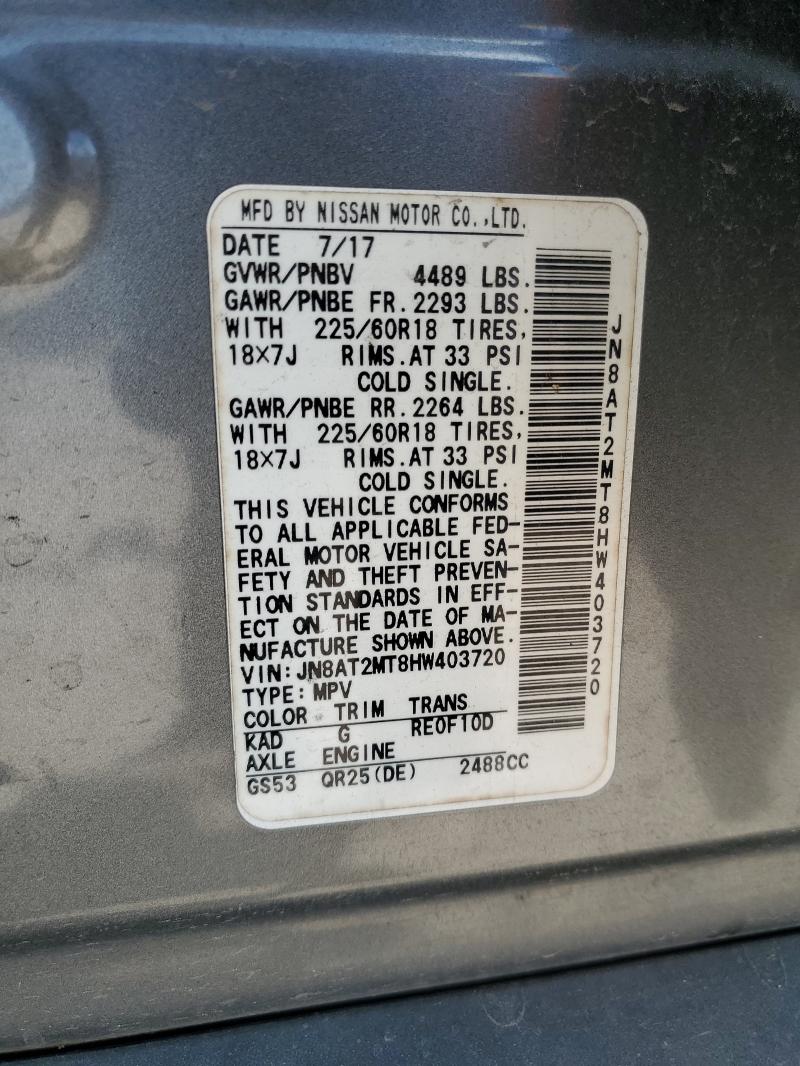 MFD BY NISSAN MOTOR CO.,LTD.
DATE 7/17
GVWR/PNBV 4489 LBS.
GAWR/PNBE FR. 2293 LBS.
WITH 225/60R18 TIRES,
18×7J RIMS. AT 33 PSI
COLD SINGLE.
GAWR/PNBE RR. 2264 LBS.
WITH 225/60R18 TIRES,
18×7J RIMS. AT 33 PSI
COLD SINGLE.
THIS VEHICLE CONFORMS
TO ALL APPLICABLE FED-
ERAL MOTOR VEHICLE SA-
FETY AND THEFT PREVEN-
TION STANDARDS IN EFF-
ECT ON THE DATE OF MA-
NUFACTURE SHOWN ABOVE.
VIN: JN8AT2MT8HW403720
TYPE: MPV
COLOR TRIM TRANS
KAD G RE0F10D
AXLE ENGINE
GS53 QR25(DE) 2488CC
JN8AT2MT8HW403720